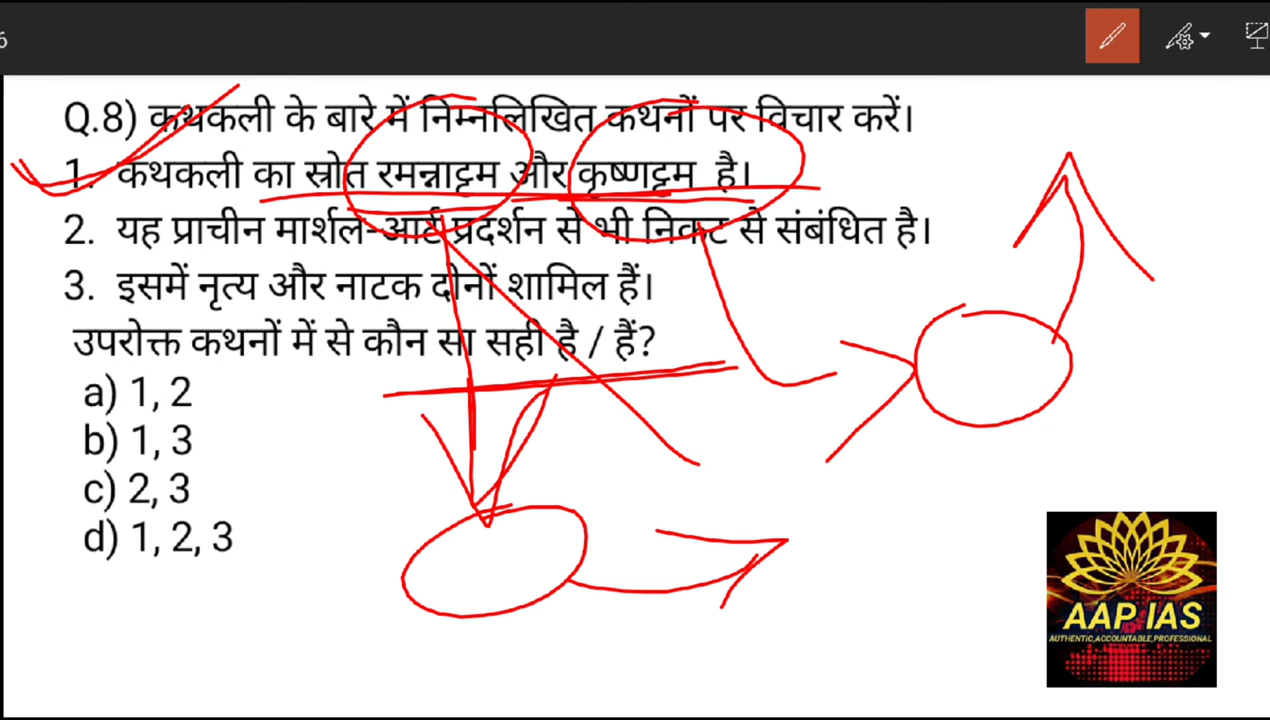 6
Q.8) कथकली के बारे में निम्नलिखित कथनों पर विचार करें।
1. कथकली का स्रोत रमन्नाट्टम और कृष्णट्टम है।
2. यह प्राचीन मार्शल-आर्ट प्रदर्शन से भी निकट से संबंधित है।
3. इसमें नृत्य और नाटक दोनों शामिल हैं।
उपरोक्त कथनों में से कौन सा सही है / हैं?
a) 1, 2
b) 1, 3
c) 2, 3
d) 1, 2, 3
AAP IAS
AUTHENTIC,ACCOUNTABLE,PROFESSIONAL